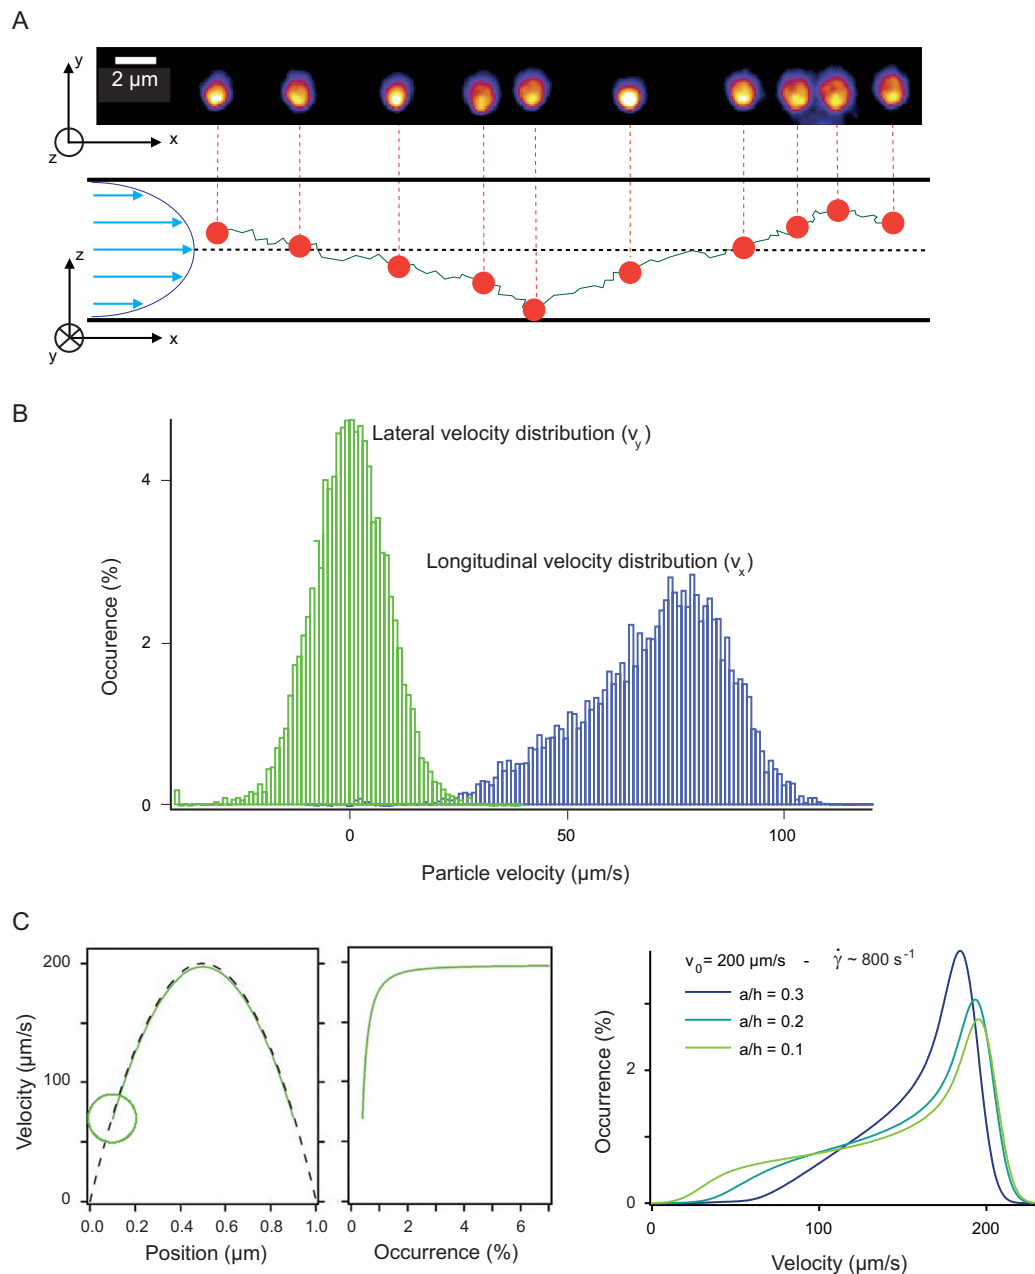 A
y
2 µm
z
x
z
y
x
B
Lateral velocity distribution (vy)
4
Longitudinal velocity distribution (vx)
Occurence (%)
2
0
0
50
100
Particle velocity (µm/s)
C
200
v0 = 200 µm/s - γ̇ ~ 800 s-1
a/h = 0.3
a/h = 0.2
a/h = 0.1
Velocity (µm/s)
100
Occurrence (%)
2
0
0
0.0 0.2 0.4 0.6 0.8 1.0
0 2 4 6
0 100 200
Position (µm)
Occurrence (%)
Velocity (µm/s)